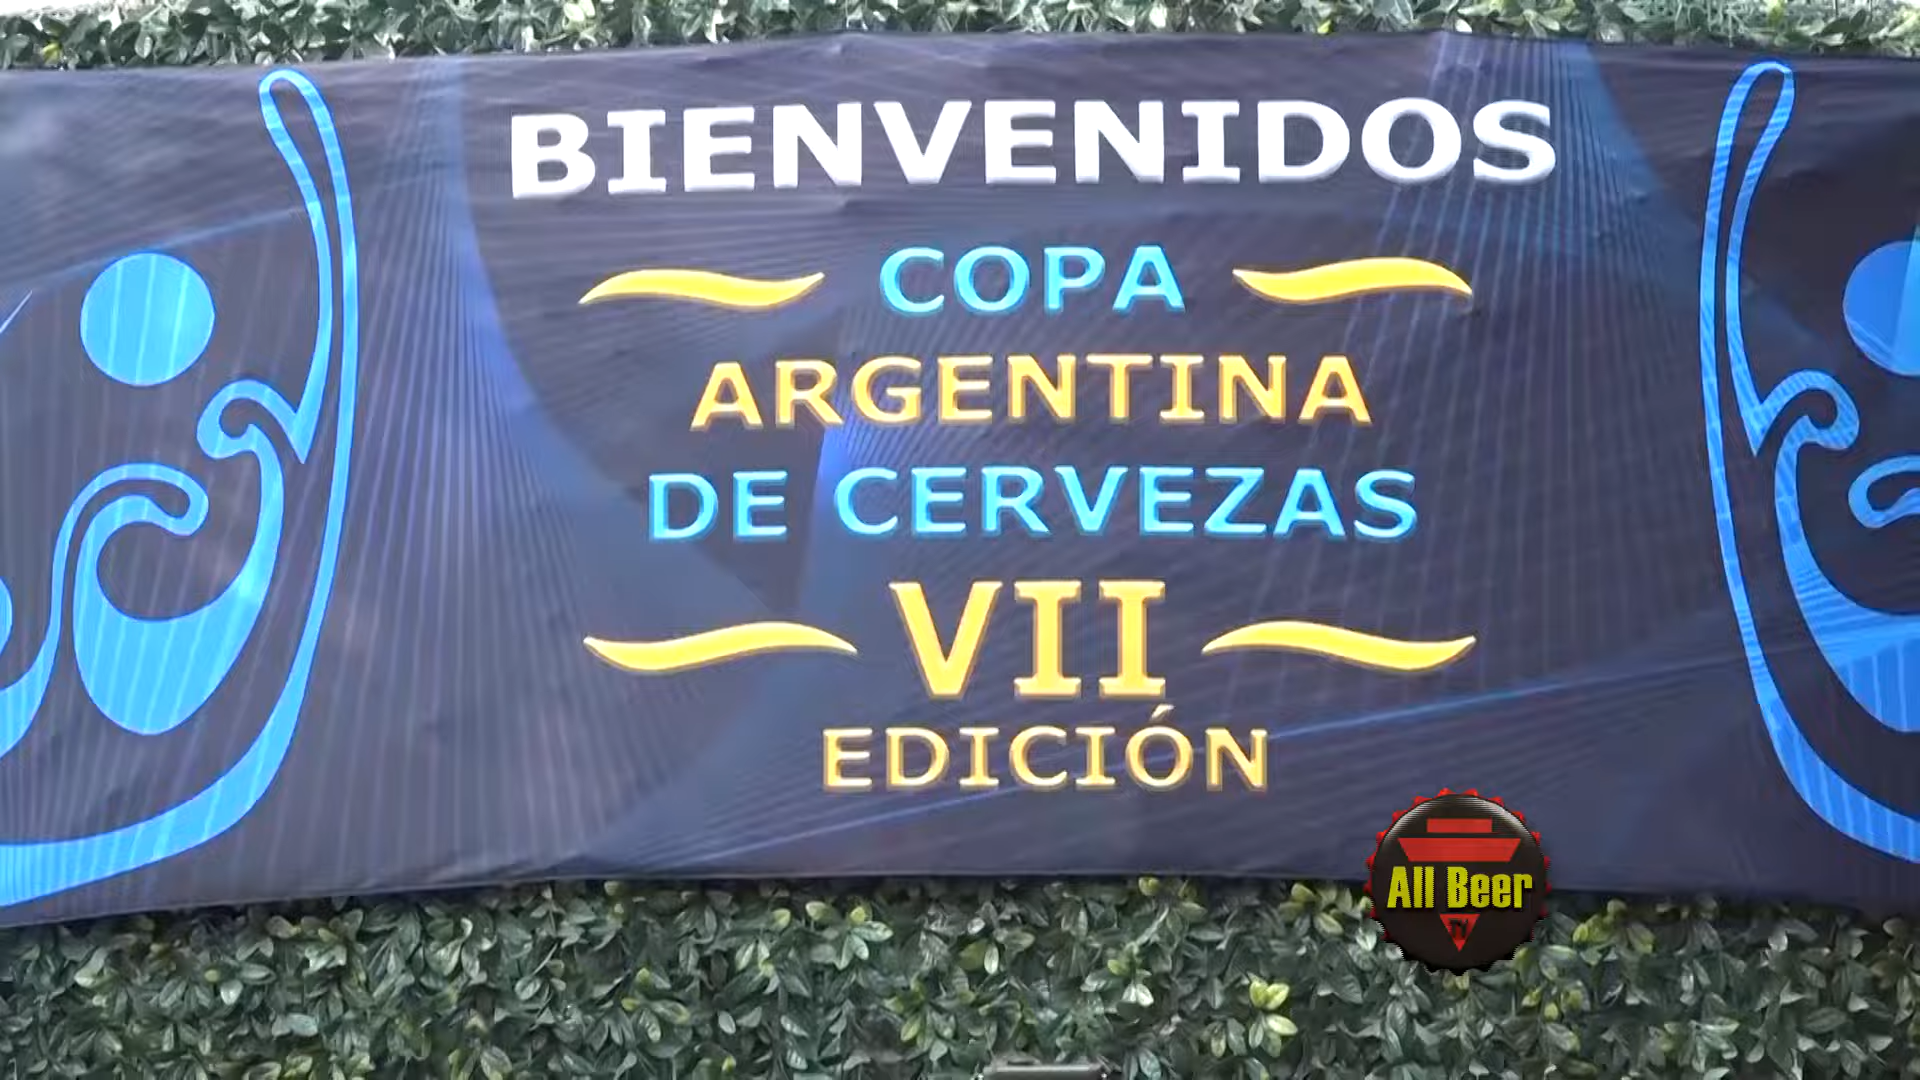 BIENVENIDOS
COPA
ARGENTINA
DE CERVEZAS
VII
EDICIÓN
All Beer